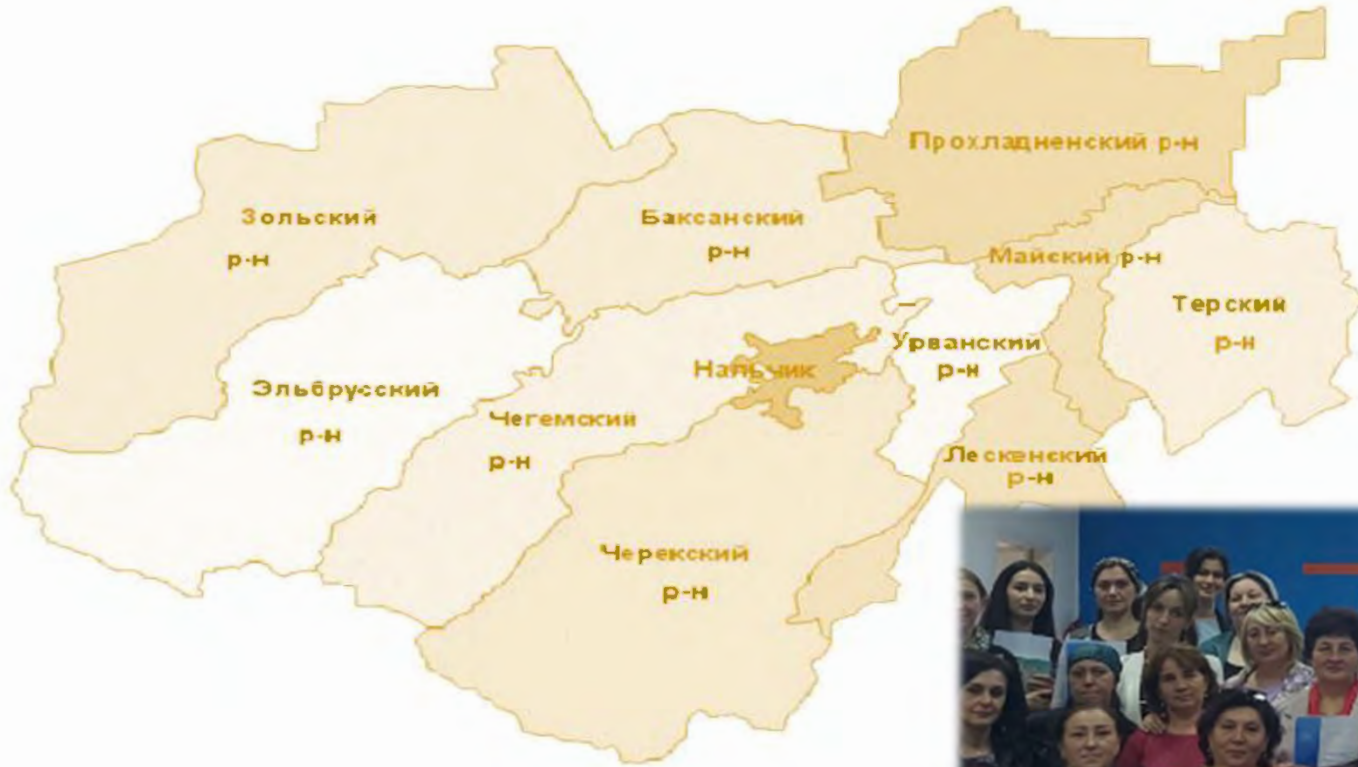 Прохладненский р-н
Зольский
р-н
Баксанский
р-н
Майский р-н
Терский
р-н
Урванский
р-н
Нальчик
Эльбрусский
р-н
Чегемский
р-н
Лескенский
р-н
Черекский
р-н